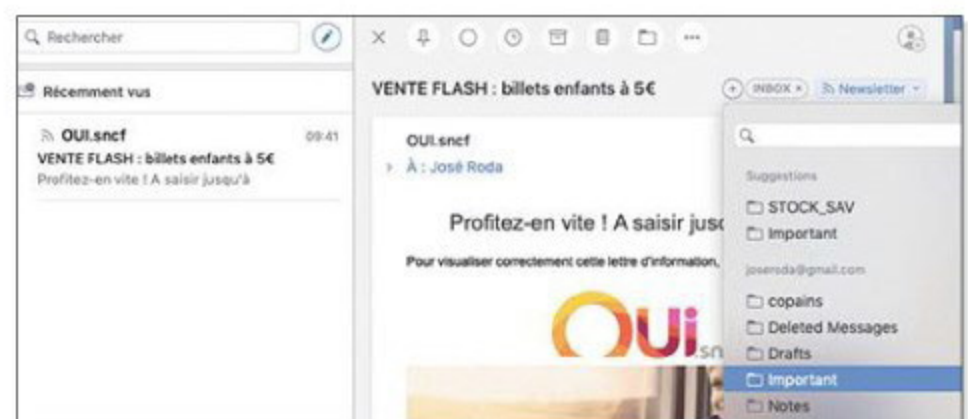 Rechercher
Récemment vus
OUI.sncf 09:41
VENTE FLASH : billets enfants à 5€
Profitez-en vite ! A saisir jusqu'à
VENTE FLASH : billets enfants à 5€
INBOX × Newsletter
OUI.sncf
À : José Roda
Profitez-en vite ! A saisir jusq
Pour visualiser correctement cette lettre d'information,
OUi.sn
Suggestions
STOCK_SAV
Important
joseroda@gmail.com
copains
Deleted Messages
Drafts
Important
Notes